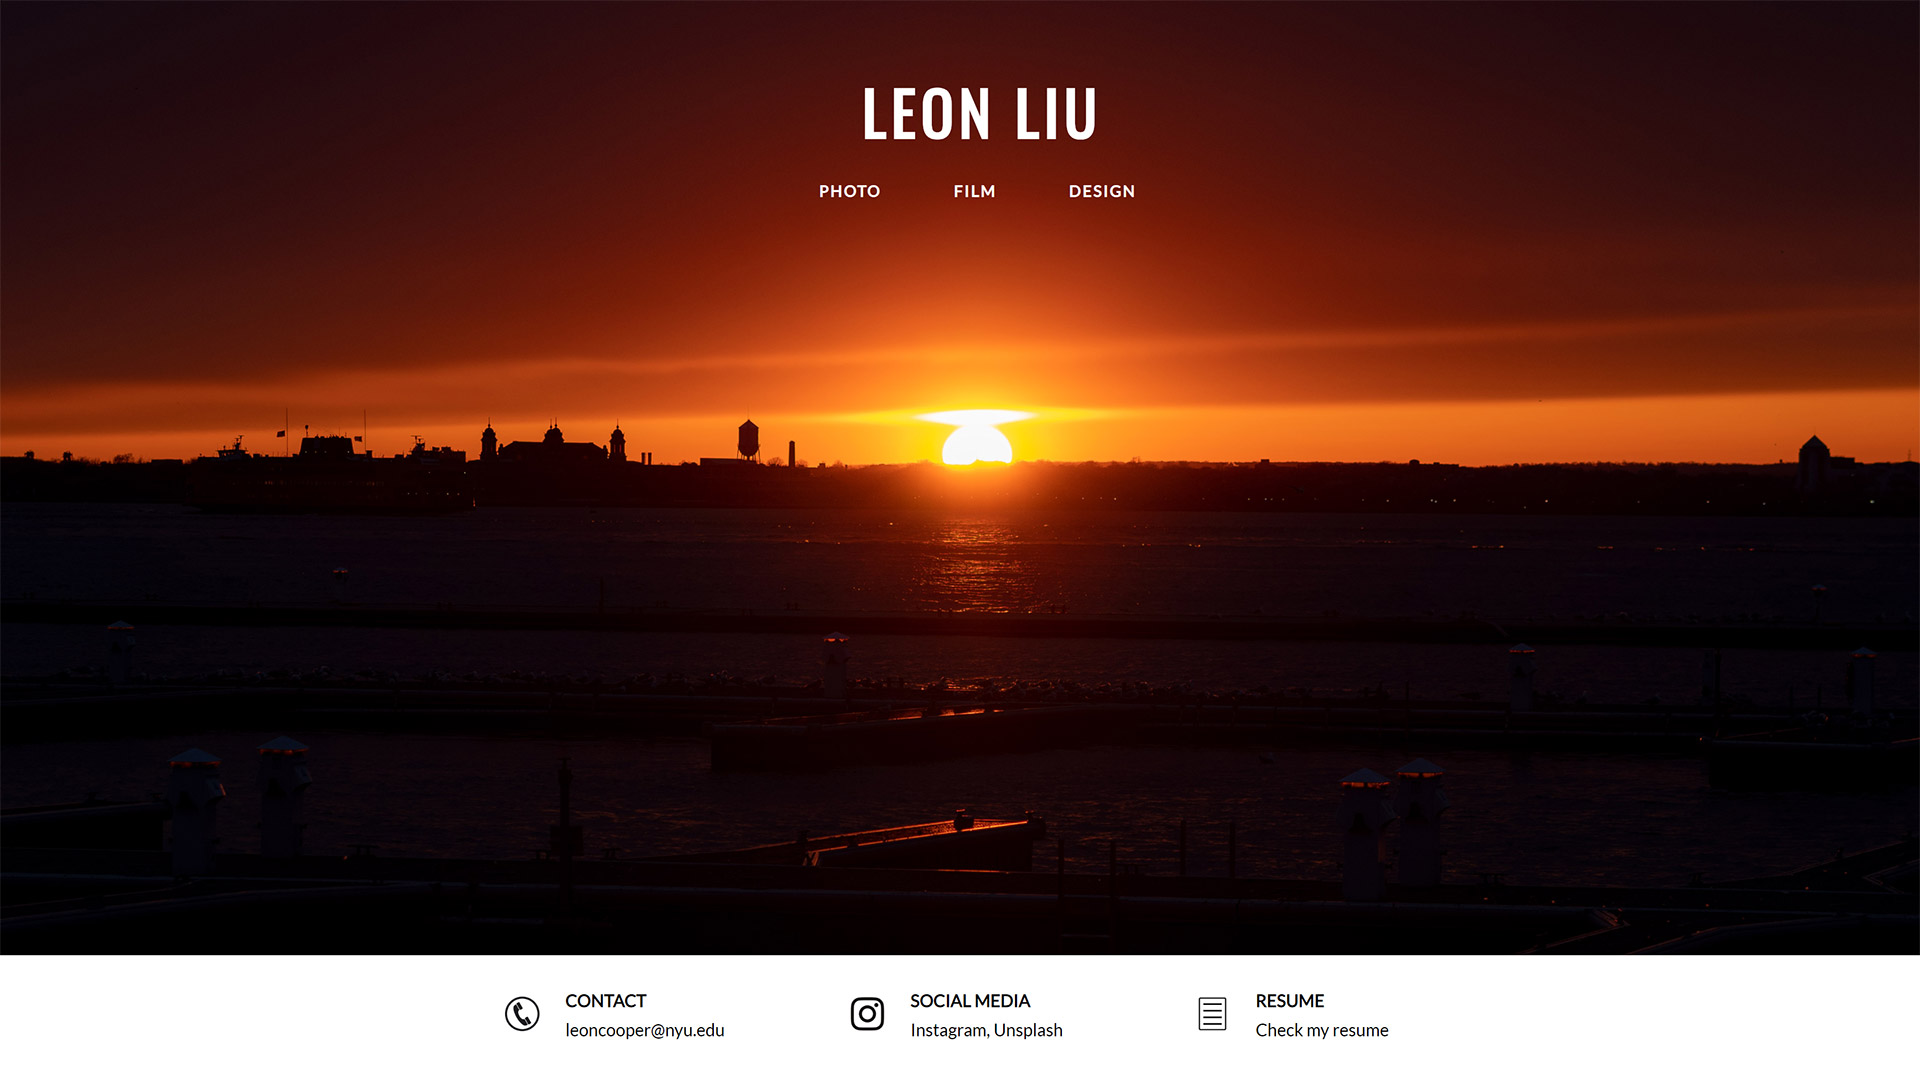 LEON LIU
PHOTO FILM DESIGN
CONTACT
leoncooper@nyu.edu
SOCIAL MEDIA
Instagram, Unsplash
RESUME
Check my resume